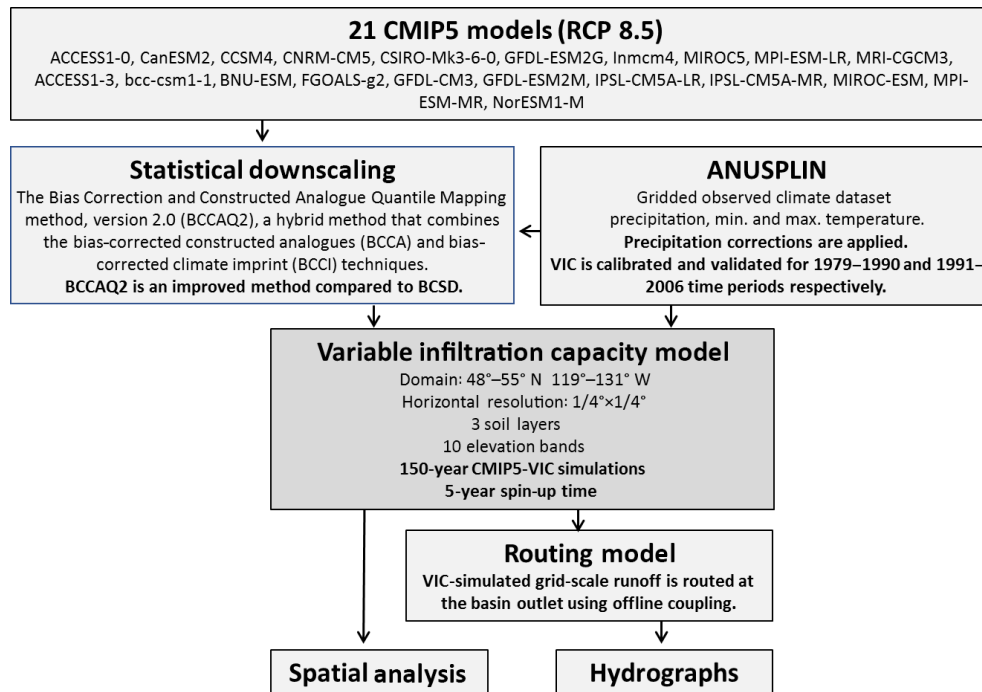 21 CMIP5 models (RCP 8.5)
ACCESS1-0, CanESM2, CCSM4, CNRM-CM5, CSIRO-Mk3-6-0, GFDL-ESM2G, Inmcm4, MIROC5, MPI-ESM-LR, MRI-CGCM3,
ACCESS1-3, bcc-csm1-1, BNU-ESM, FGOALS-g2, GFDL-CM3, GFDL-ESM2M, IPSL-CM5A-LR, IPSL-CM5A-MR, MIROC-ESM, MPI-
ESM-MR, NorESM1-M
Statistical downscaling
The Bias Correction and Constructed Analogue Quantile Mapping
method, version 2.0 (BCCAQ2), a hybrid method that combines
the bias-corrected constructed analogues (BCCA) and bias-
corrected climate imprint (BCCI) techniques.
BCCAQ2 is an improved method compared to BCSD.
ANUSPLIN
Gridded observed climate dataset
precipitation, min. and max. temperature.
Precipitation corrections are applied.
VIC is calibrated and validated for 1979–1990 and 1991–
2006 time periods respectively.
Variable infiltration capacity model
Domain: 48°–55° N 119°–131° W
Horizontal resolution: 1/4°×1/4°
3 soil layers
10 elevation bands
150-year CMIP5-VIC simulations
5-year spin-up time
Routing model
VIC-simulated grid-scale runoff is routed at
the basin outlet using offline coupling.
Spatial analysis
Hydrographs